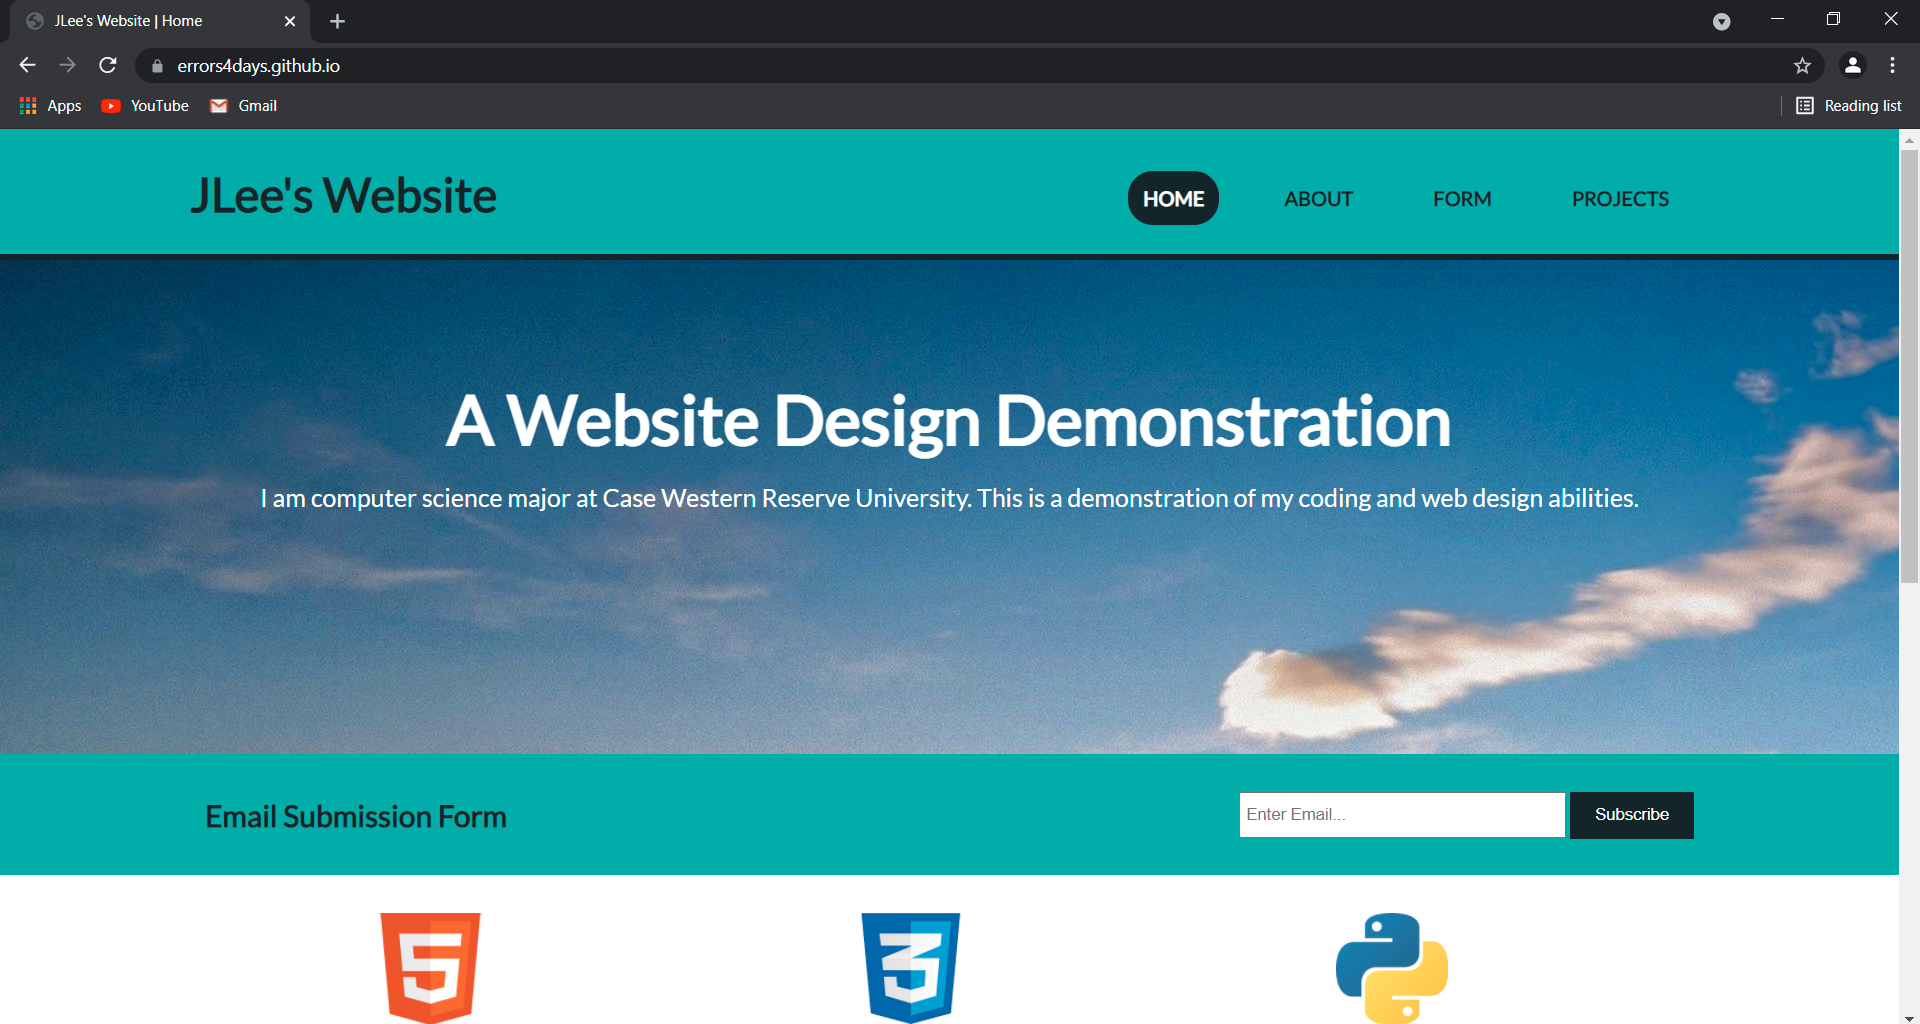 JLee's Website | Home
errors4days.github.io
Apps YouTube Gmail Reading list
JLee's Website
HOME ABOUT FORM PROJECTS
A Website Design Demonstration
I am computer science major at Case Western Reserve University. This is a demonstration of my coding and web design abilities.
Email Submission Form
Enter Email... Subscribe
5
3